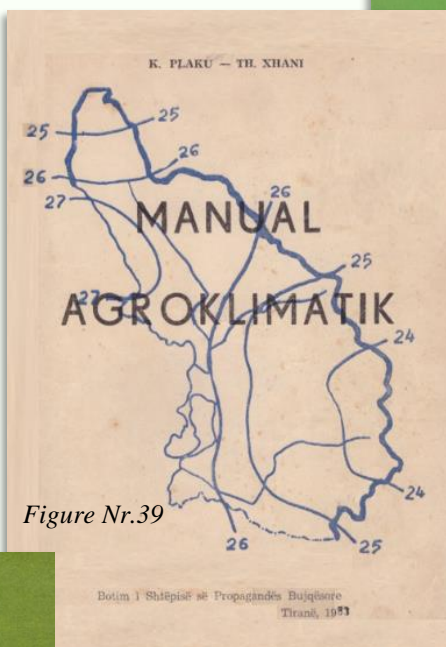 K. PLAKU — TH. XHANI
25
25
26
26
27
26
MANUAL
25
27
AGROKLIMATIK
24
24
Figure Nr.39
26
25
Botim i Shtëpisë së Propagandës Bujqësore
Tiranë, 1983